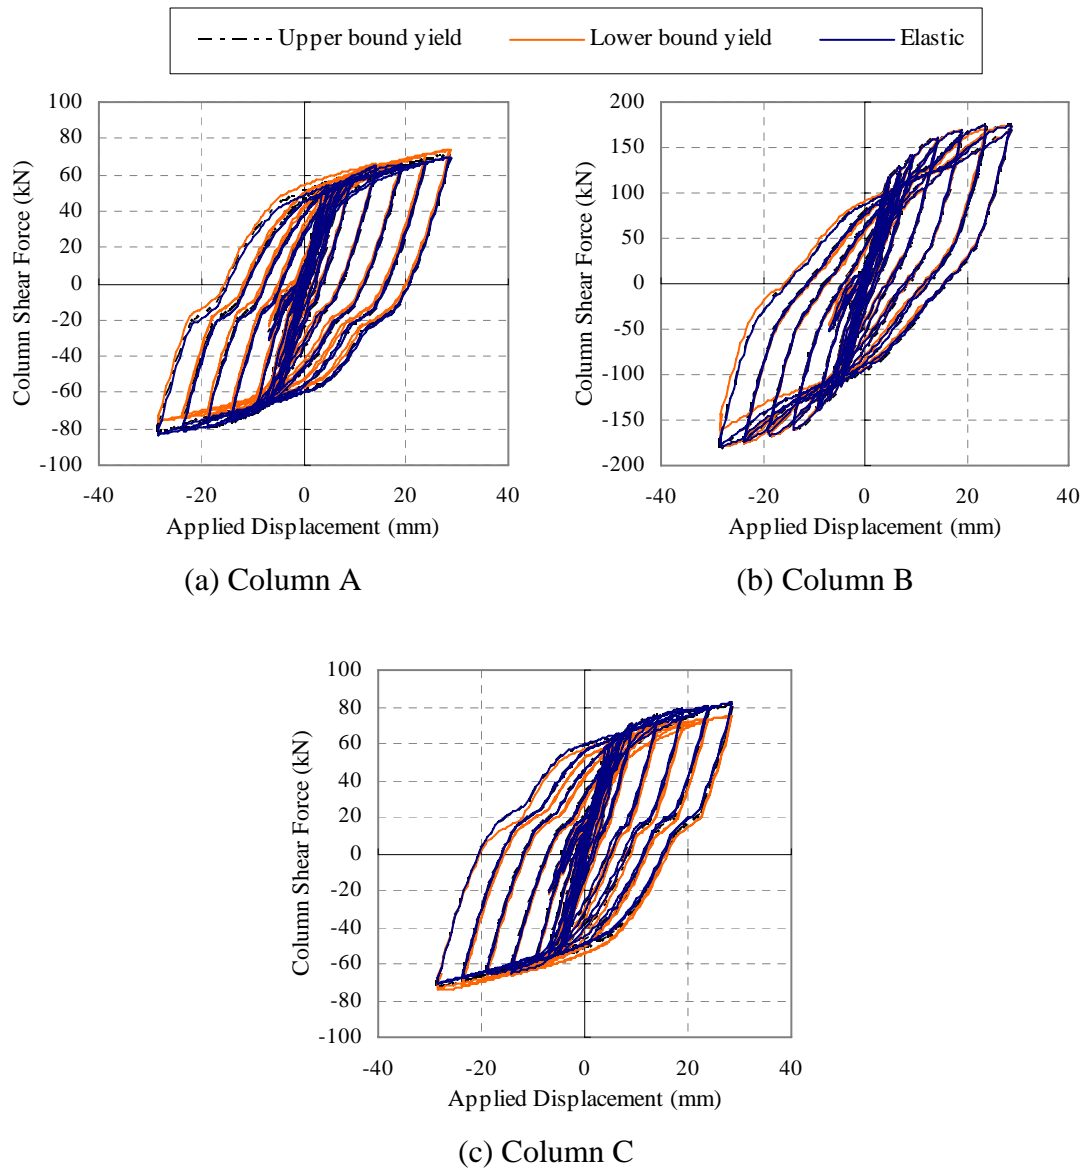 Upper bound yield Lower bound yield Elastic
100
80
60
40
20
0
-20
-40
-60
-80
-100
-40 -20 0 20 40
Column Shear Force (kN)
Applied Displacement (mm)
(a) Column A
200
150
100
50
0
-50
-100
-150
-200
-40 -20 0 20 40
Column Shear Force (kN)
Applied Displacement (mm)
(b) Column B
100
80
60
40
20
0
-20
-40
-60
-80
-100
-40 -20 0 20 40
Column Shear Force (kN)
Applied Displacement (mm)
(c) Column C